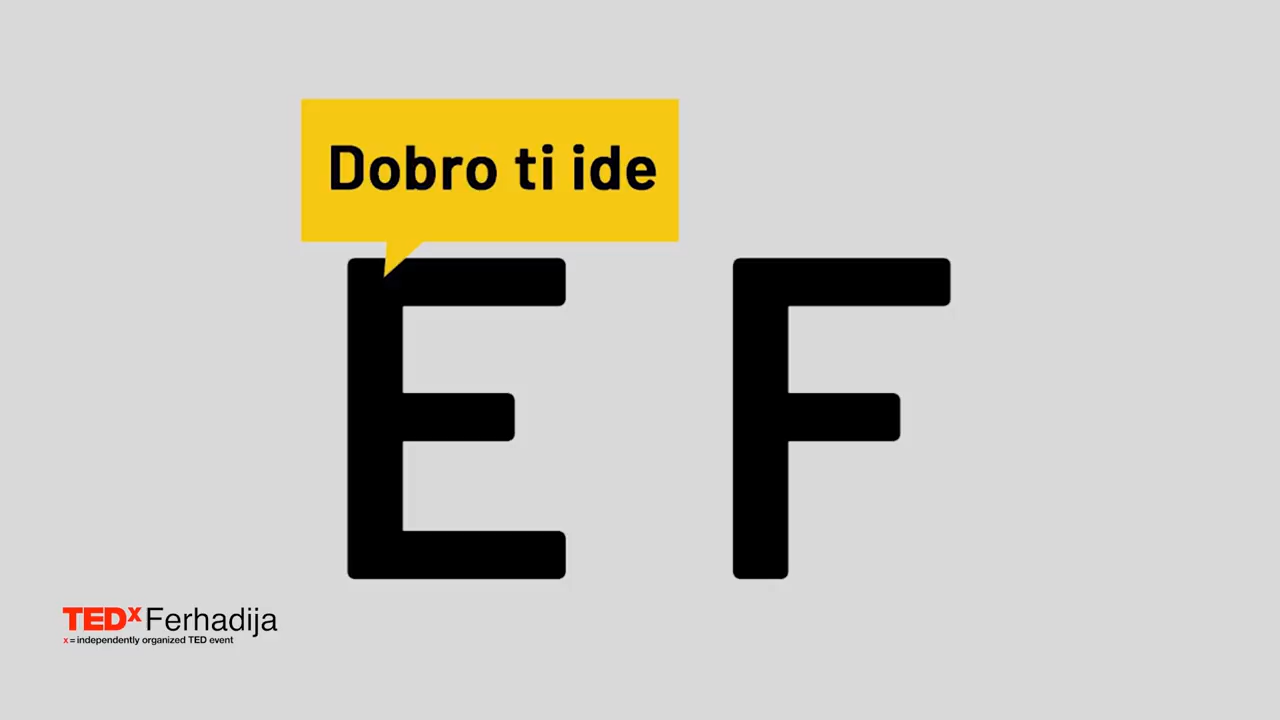 Dobro ti ide
E F
TEDxFerhadija
x = independently organized TED event